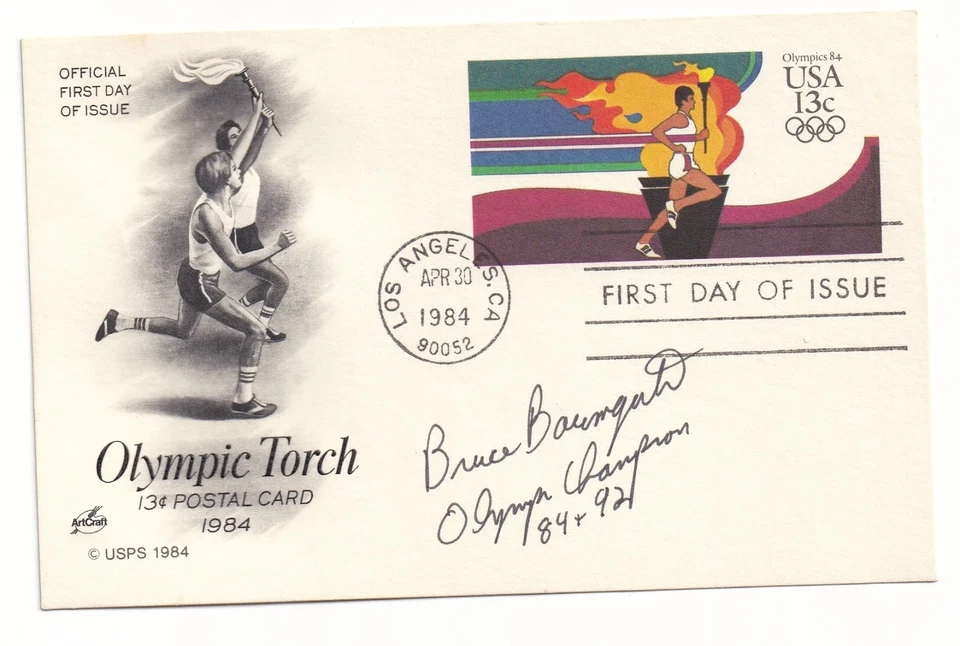 OFFICIAL
FIRST DAY
OF ISSUE
Olympics 84
USA
13c
LOS ANGELES, CA
APR 30
1984
90052
FIRST DAY OF ISSUE
Bruce Baumgartner
Olympic Champion
84 + 92
Olympic Torch
13¢ POSTAL CARD
1984
ArtCraft
© USPS 1984